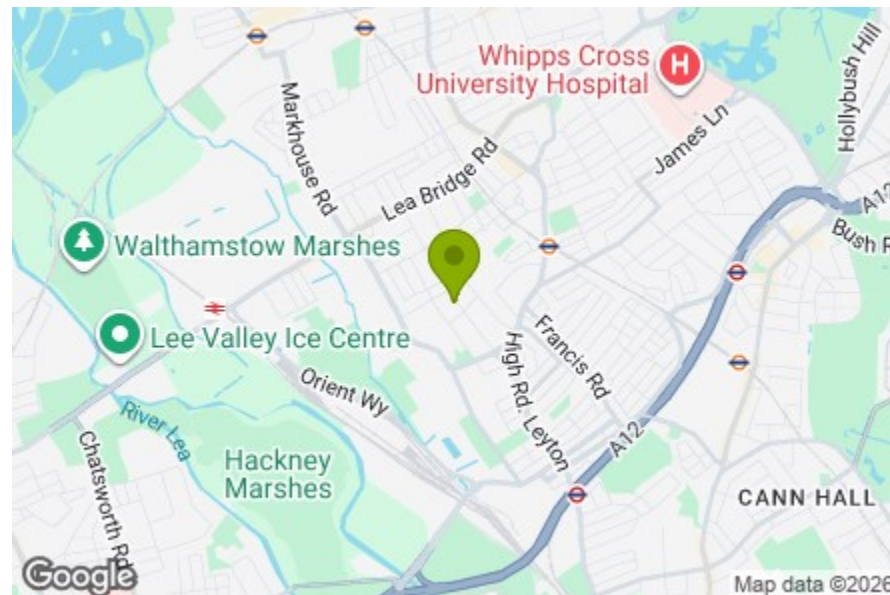 Whipps Cross
University Hospital
H
Hollybush Hill
Markhouse Rd
James Ln
Lea Bridge Rd
A12
Bush R
Walthamstow Marshes
Lee Valley Ice Centre
Francis Rd
High Rd. Leyton
Orient Wy
River Lea
A12
Chatsworth Rd
Hackney
Marshes
CANN HALL
Google
Map data ©2026